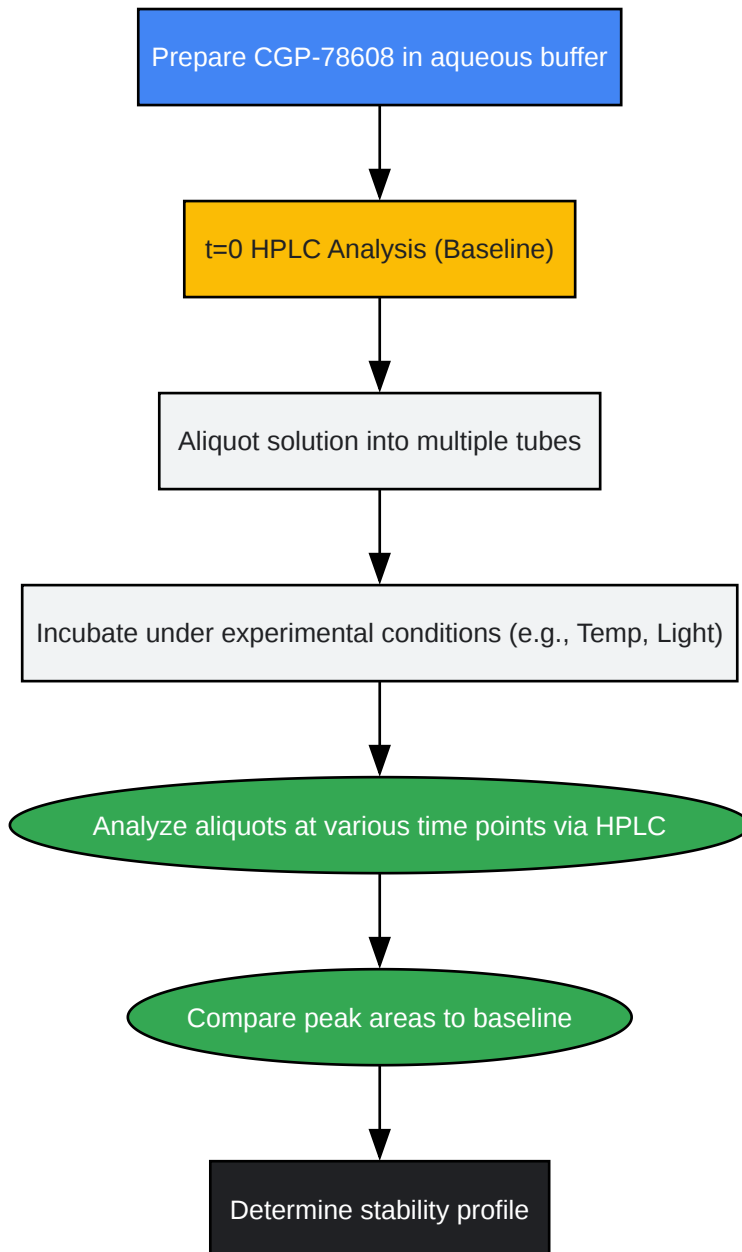 Prepare CGP-78608 in aqueous buffer
t=0 HPLC Analysis (Baseline)
Aliquot solution into multiple tubes
Incubate under experimental conditions (e.g., Temp, Light)
Analyze aliquots at various time points via HPLC
Compare peak areas to baseline
Determine stability profile